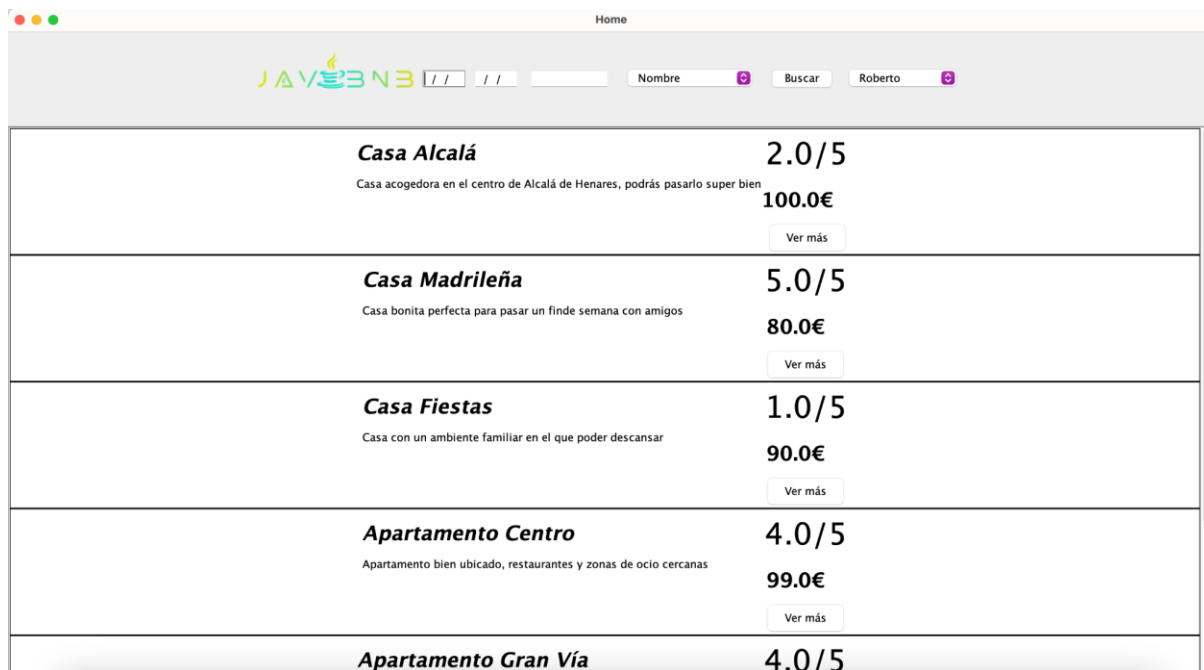 Home
JAVABNB / / / / Nombre Buscar Roberto
Casa Alcalá 2.0/5
Casa acogedora en el centro de Alcalá de Henares, podrás pasarlo super bien
100.0€
Ver más
Casa Madrileña 5.0/5
Casa bonita perfecta para pasar un finde semana con amigos
80.0€
Ver más
Casa Fiestas 1.0/5
Casa con un ambiente familiar en el que poder descansar
90.0€
Ver más
Apartamento Centro 4.0/5
Apartamento bien ubicado, restaurantes y zonas de ocio cercanas
99.0€
Ver más
Apartamento Gran Vía 4.0/5